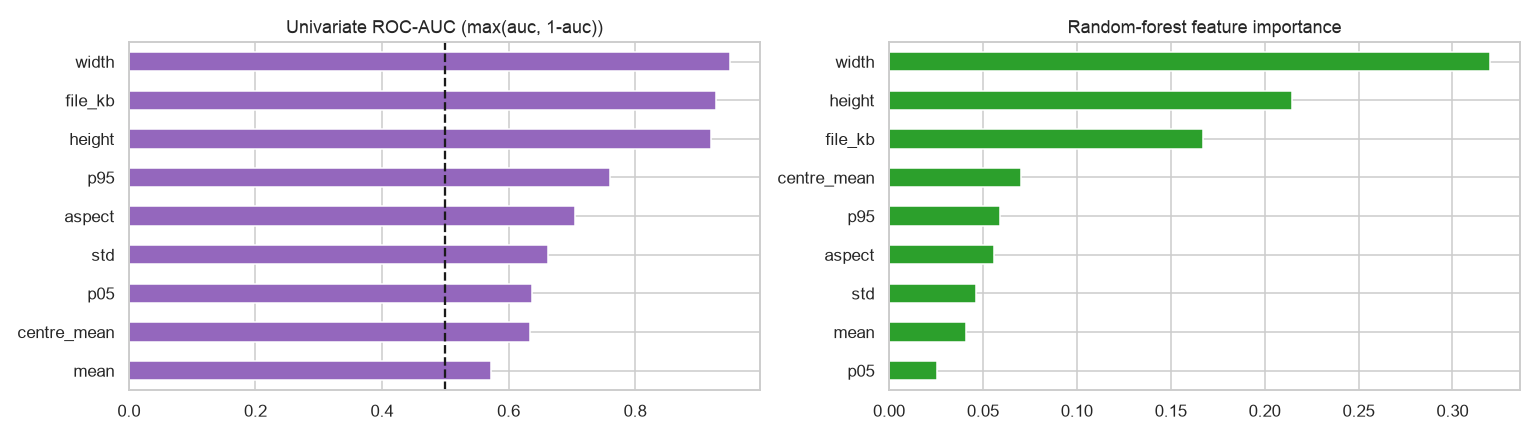 Univariate ROC-AUC (max(auc, 1-auc))
width
file_kb
height
p95
aspect
std
p05
centre_mean
mean
0.0 0.2 0.4 0.6 0.8
Random-forest feature importance
width
height
file_kb
centre_mean
p95
aspect
std
mean
p05
0.00 0.05 0.10 0.15 0.20 0.25 0.30